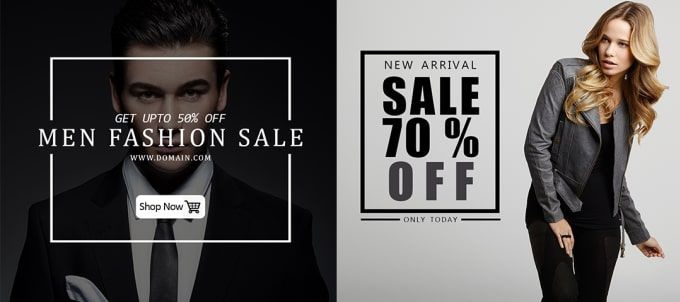 GET UPTO 50% OFF
MEN FASHION SALE
WWW.DOMAIN.COM
Shop Now
NEW ARRIVAL
SALE
70 %
OFF
ONLY TODAY